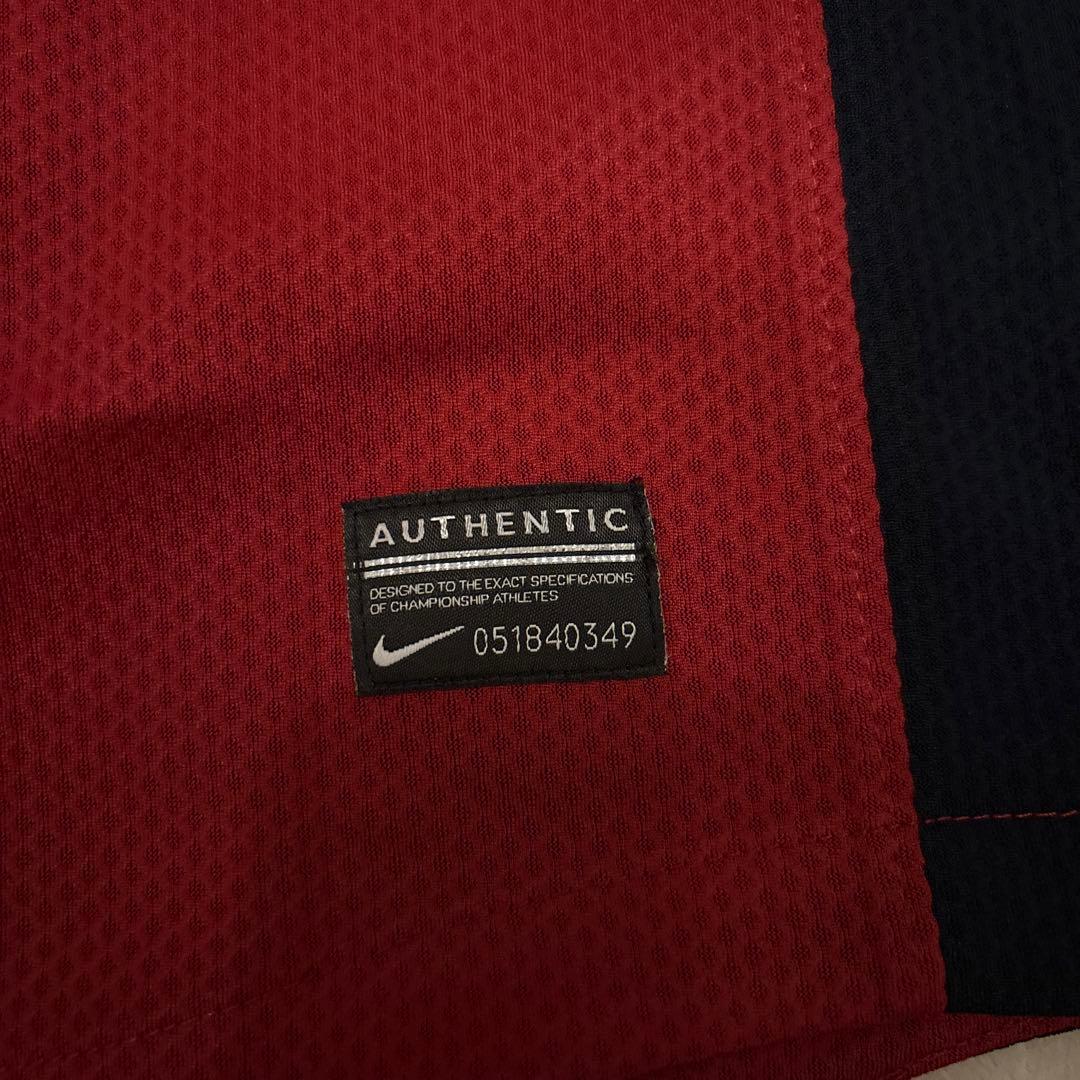 AUTHENTIC
DESIGNED TO THE EXACT SPECIFICATIONS
OF CHAMPIONSHIP ATHLETES
051840349